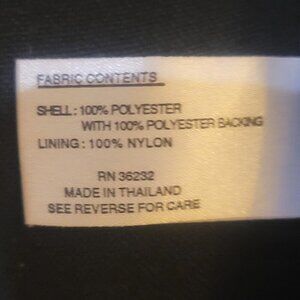 FABRIC CONTENTS
SHELL: 100% POLYESTER
WITH 100% POLYESTER BACKING
LINING: 100% NYLON
RN 36232
MADE IN THAILAND
SEE REVERSE FOR CARE